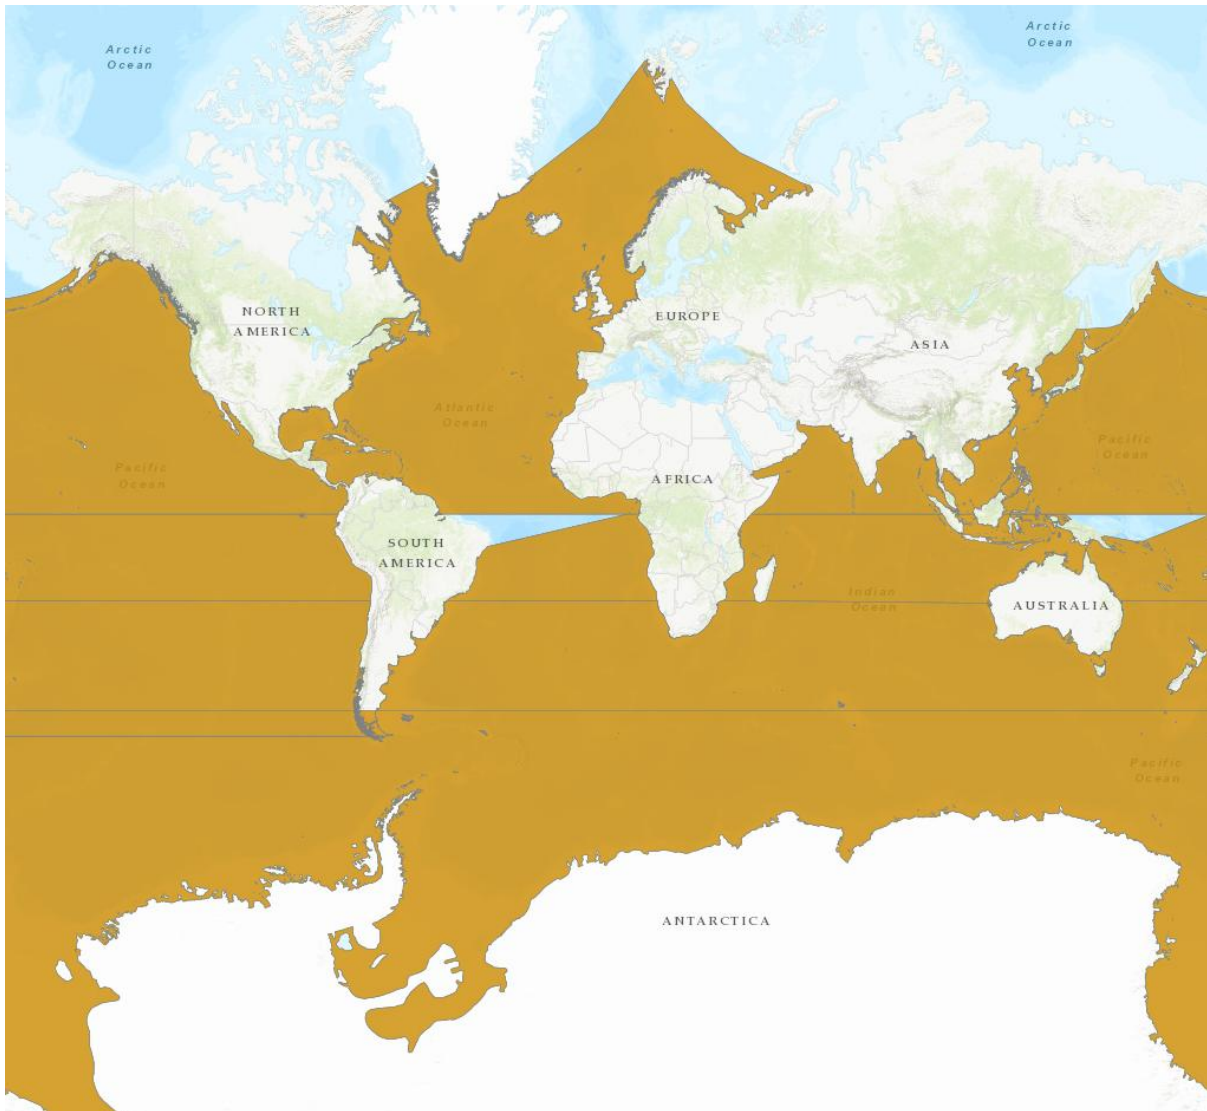 Arctic
Ocean
Arctic
Ocean
NORTH
AMERICA
EUROPE
ASIA
Atlantic
Ocean
Pacific
Ocean
Pacific
Ocean
AFRICA
SOUTH
AMERICA
Indian
Ocean
AUSTRALIA
Pacific
Ocean
ANTARCTICA